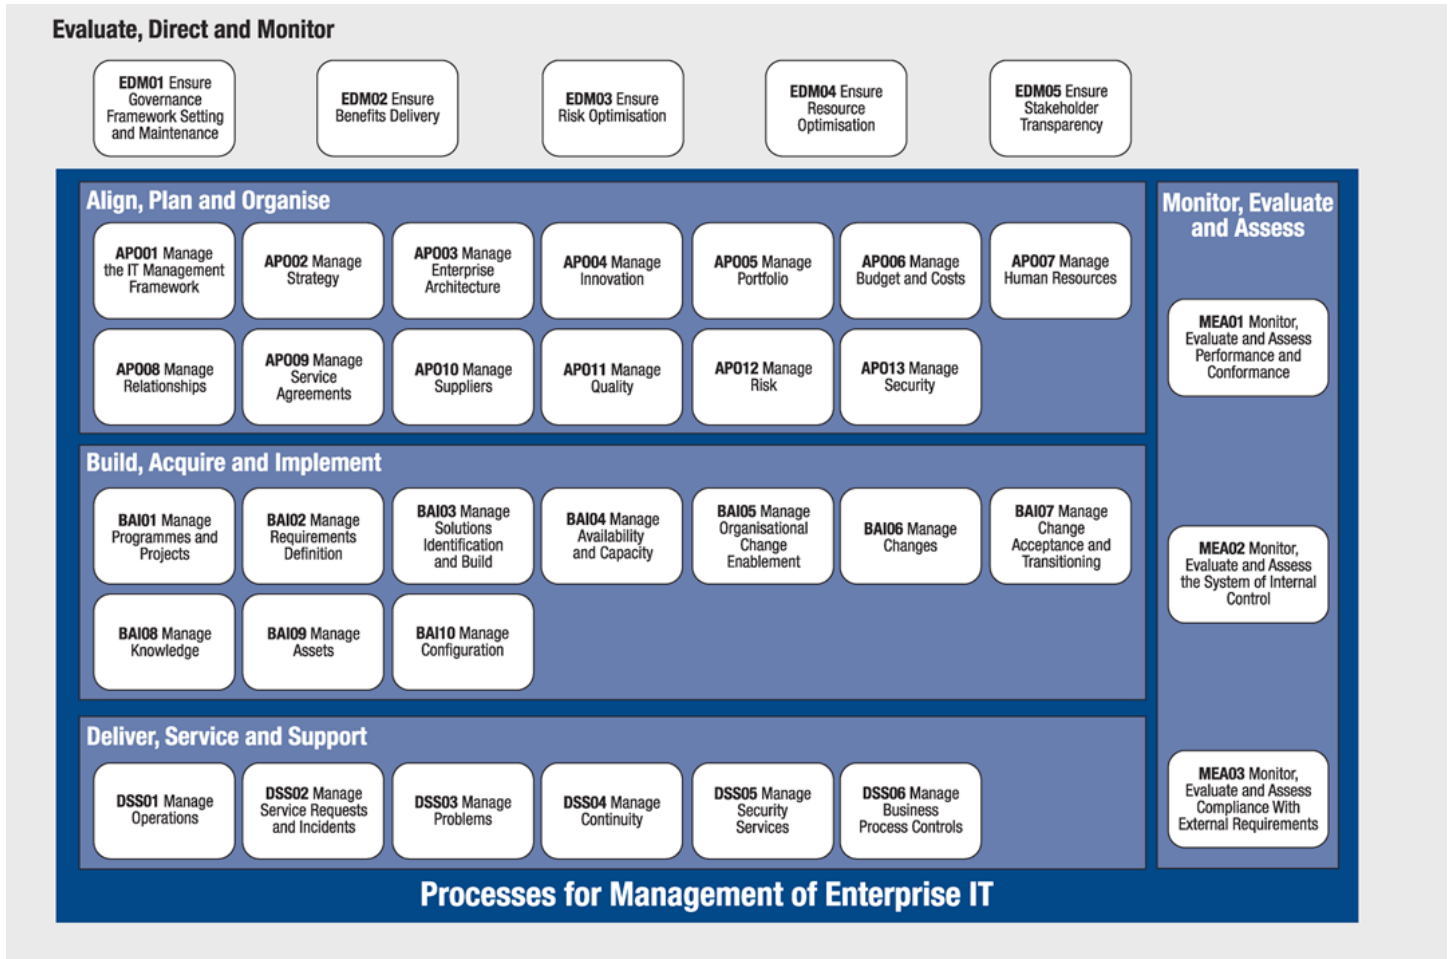 Evaluate, Direct and Monitor
EDM01 Ensure
Governance
Framework Setting
and Maintenance
EDM02 Ensure
Benefits Delivery
EDM03 Ensure
Risk Optimisation
EDM04 Ensure
Resource
Optimisation
EDM05 Ensure
Stakeholder
Transparency
Align, Plan and Organise
APO01 Manage
the IT Management
Framework
APO02 Manage
Strategy
APO03 Manage
Enterprise
Architecture
APO04 Manage
Innovation
APO05 Manage
Portfolio
APO06 Manage
Budget and Costs
APO07 Manage
Human Resources
APO08 Manage
Relationships
APO09 Manage
Service
Agreements
APO10 Manage
Suppliers
APO11 Manage
Quality
APO12 Manage
Risk
APO13 Manage
Security
Build, Acquire and Implement
BAI01 Manage
Programmes and
Projects
BAI02 Manage
Requirements
Definition
BAI03 Manage
Solutions
Identification
and Build
BAI04 Manage
Availability
and Capacity
BAI05 Manage
Organisational
Change
Enablement
BAI06 Manage
Changes
BAI07 Manage
Change
Acceptance and
Transitioning
BAI08 Manage
Knowledge
BAI09 Manage
Assets
BAI10 Manage
Configuration
Deliver, Service and Support
DSS01 Manage
Operations
DSS02 Manage
Service Requests
and Incidents
DSS03 Manage
Problems
DSS04 Manage
Continuity
DSS05 Manage
Security
Services
DSS06 Manage
Business
Process Controls
Monitor, Evaluate
and Assess
MEA01 Monitor,
Evaluate and Assess
Performance and
Conformance
MEA02 Monitor,
Evaluate and Assess
the System of Internal
Control
MEA03 Monitor,
Evaluate and Assess
Compliance With
External Requirements
Processes for Management of Enterprise IT